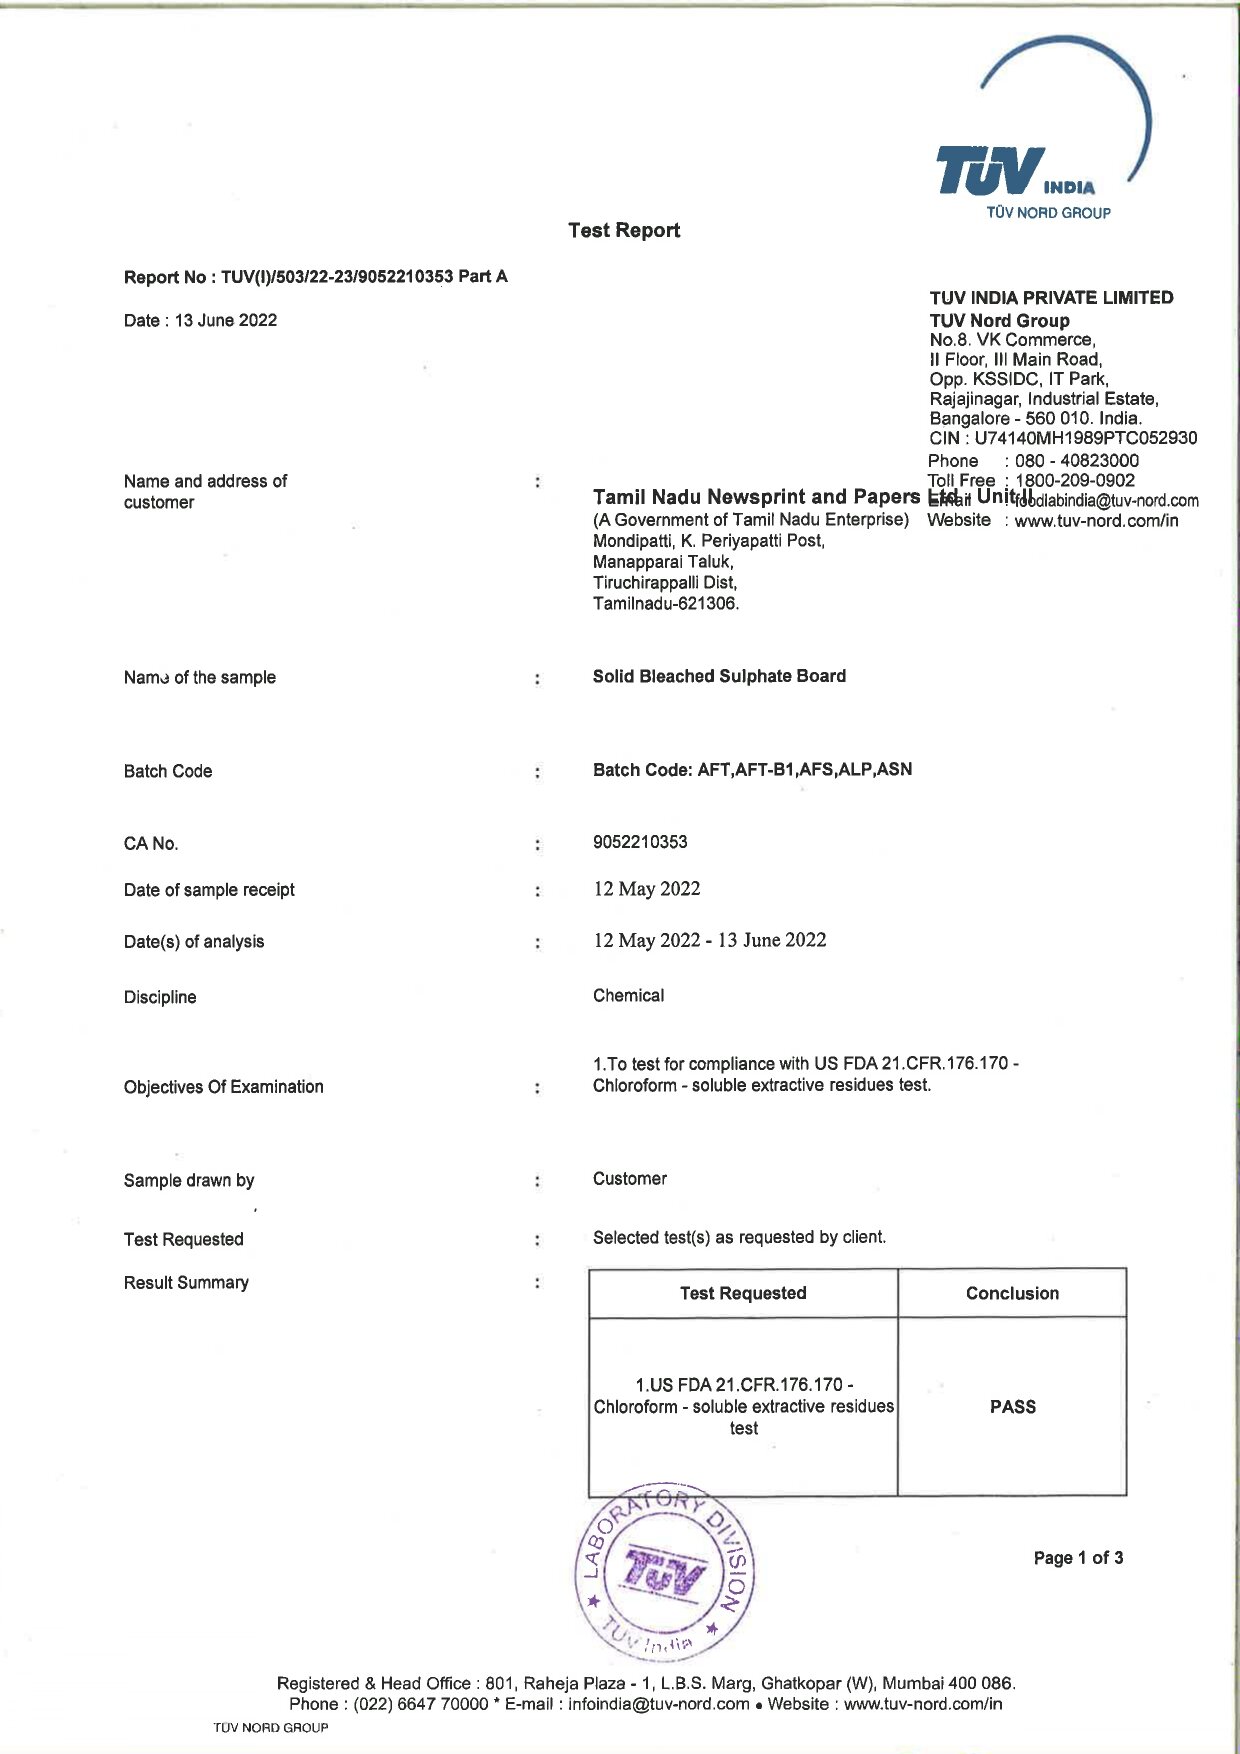 TÜV INDIA
TÜV NORD GROUP
Test Report
Report No : TUV(I)/503/22-23/9052210353 Part A
Date : 13 June 2022
TUV INDIA PRIVATE LIMITED
TUV Nord Group
No.8. VK Commerce,
II Floor, III Main Road,
Opp. KSSIDC, IT Park,
Rajajinagar, Industrial Estate,
Bangalore - 560 010. India.
CIN : U74140MH1989PTC052930
Phone : 080 - 40823000
Toll Free : 1800-209-0902
Email : foodlabindia@tuv-nord.com
Website : www.tuv-nord.com/in
Name and address of
customer
:
Tamil Nadu Newsprint and Papers Ltd - Unit II
(A Government of Tamil Nadu Enterprise)
Mondipatti, K. Periyapatti Post,
Manapparai Taluk,
Tiruchirappalli Dist,
Tamilnadu-621306.
Name of the sample : Solid Bleached Sulphate Board
Batch Code : Batch Code: AFT,AFT-B1,AFS,ALP,ASN
CA No. : 9052210353
Date of sample receipt : 12 May 2022
Date(s) of analysis : 12 May 2022 - 13 June 2022
Discipline : Chemical
Objectives Of Examination :
1.To test for compliance with US FDA 21.CFR.176.170 -
Chloroform - soluble extractive residues test.
Sample drawn by : Customer
Test Requested : Selected test(s) as requested by client.
Result Summary :
Test Requested Conclusion
1.US FDA 21.CFR.176.170 -
Chloroform - soluble extractive residues
test
PASS
LABORATORY DIVISION
TÜV
TUV India
Page 1 of 3
Registered & Head Office : 801, Raheja Plaza - 1, L.B.S. Marg, Ghatkopar (W), Mumbai 400 086.
Phone : (022) 6647 70000 * E-mail : infoindia@tuv-nord.com • Website : www.tuv-nord.com/in
TÜV NORD GROUP